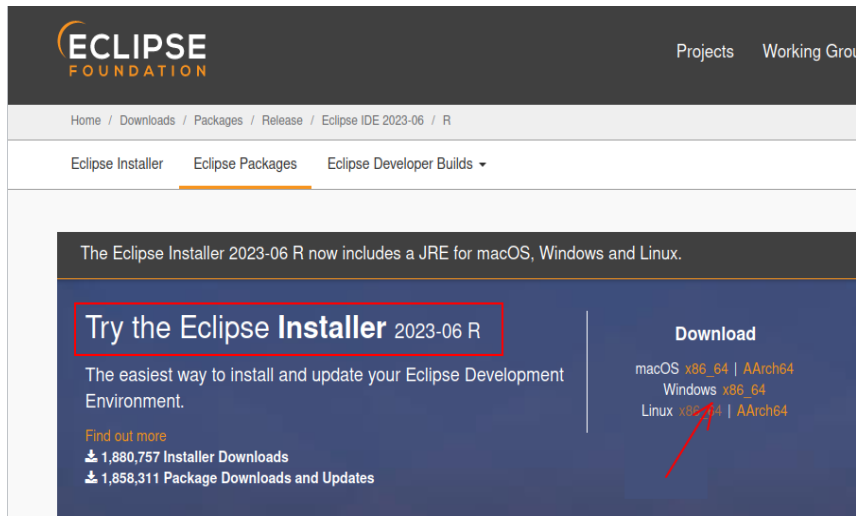 ECLIPSE
FOUNDATION
Projects Working Grou
Home / Downloads / Packages / Release / Eclipse IDE 2023-06 / R
Eclipse Installer Eclipse Packages Eclipse Developer Builds
The Eclipse Installer 2023-06 R now includes a JRE for macOS, Windows and Linux.
Try the Eclipse Installer 2023-06 R
The easiest way to install and update your Eclipse Development
Environment.
Find out more
1,880,757 Installer Downloads
1,858,311 Package Downloads and Updates
Download
macOS x86_64 | AArch64
Windows x86_64
Linux x86_64 | AArch64